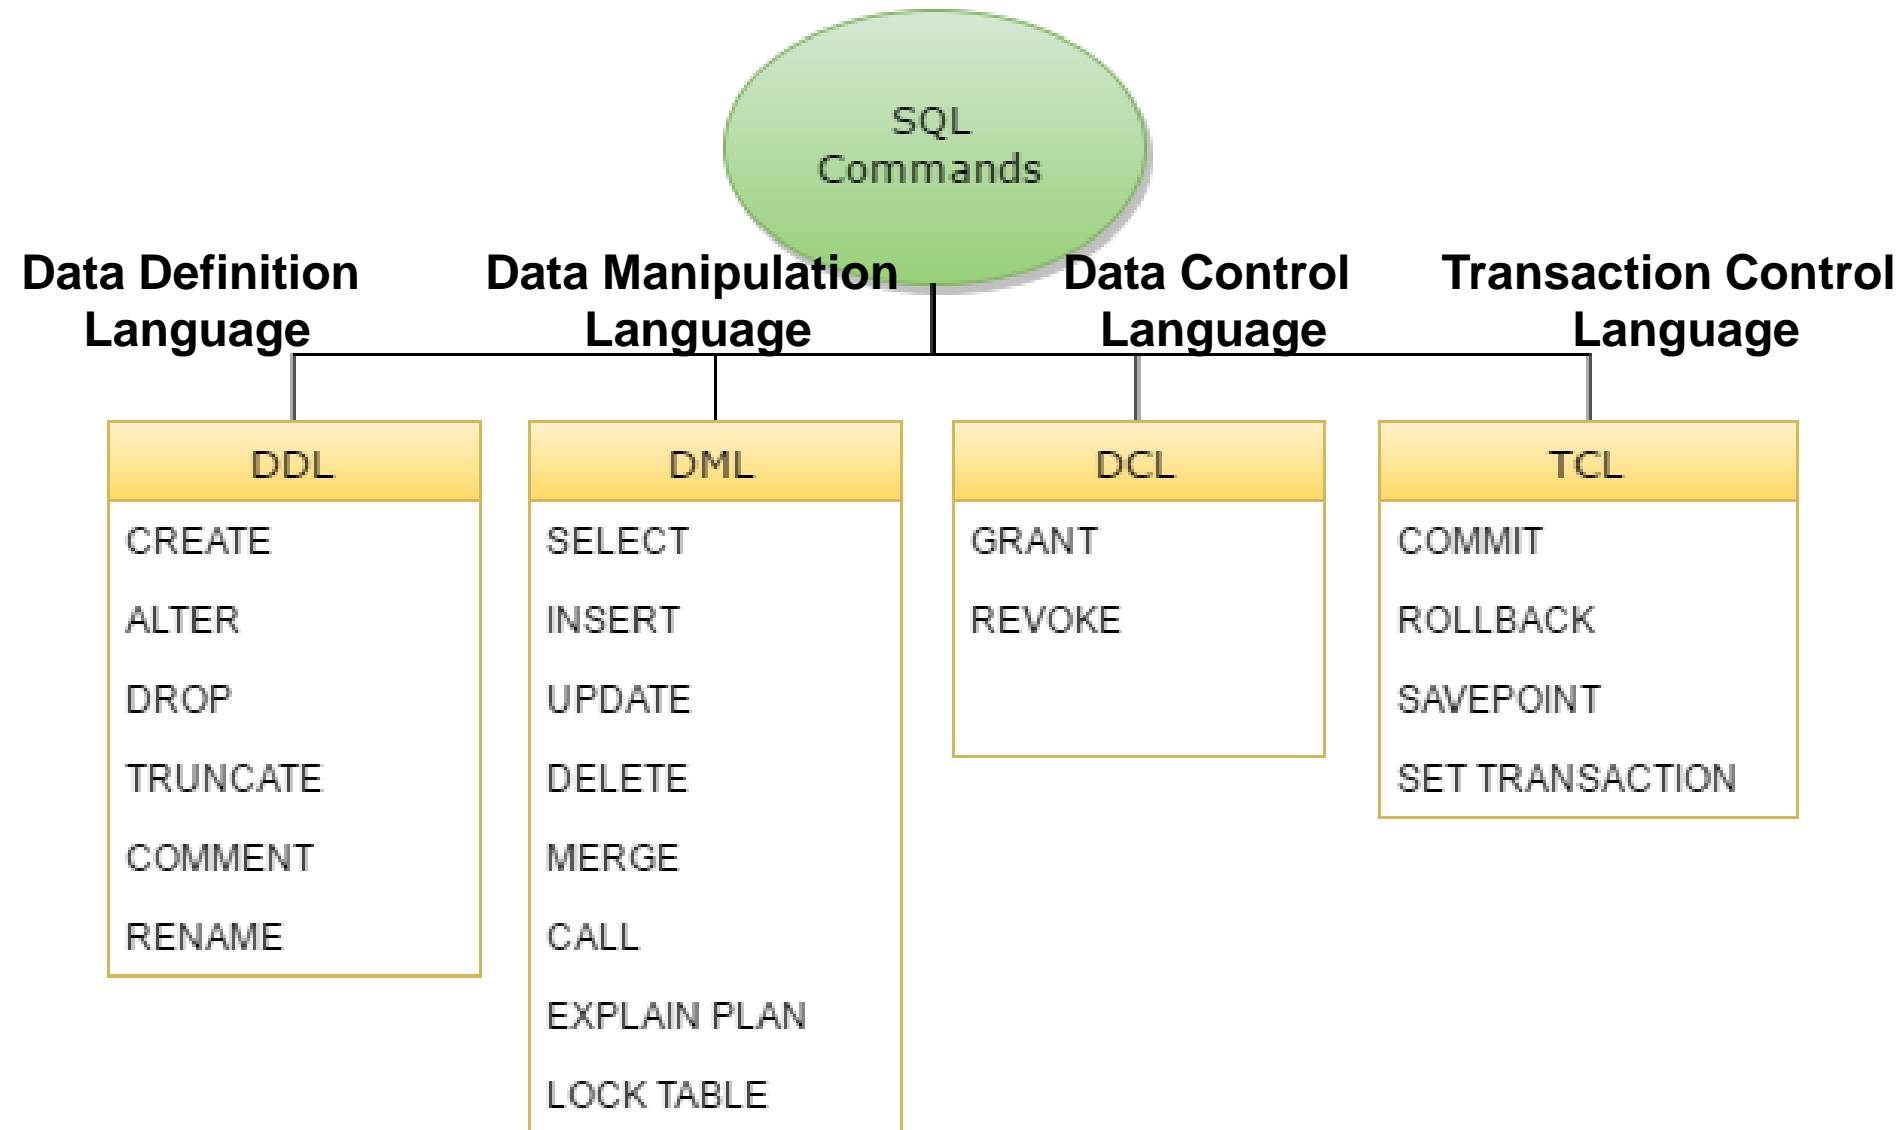 SQL
Commands
Data Definition
Language
Data Manipulation
Language
Data Control
Language
Transaction Control
Language
DDL
CREATE
ALTER
DROP
TRUNCATE
COMMENT
RENAME
DML
SELECT
INSERT
UPDATE
DELETE
MERGE
CALL
EXPLAIN PLAN
LOCK TABLE
DCL
GRANT
REVOKE
TCL
COMMIT
ROLLBACK
SAVEPOINT
SET TRANSACTION